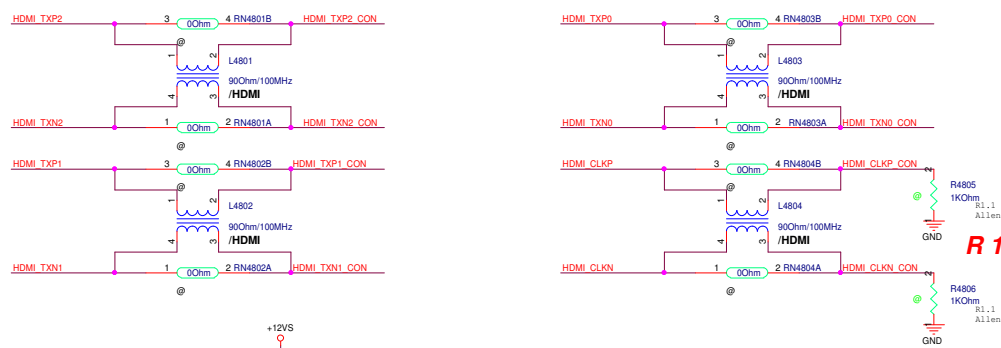 HDMI_TXP2 3 0Ohm 4 RN4801B HDMI_TXP2_CON
@
1 2 L4801
90Ohm/100MHz
4 3 /HDMI
HDMI_TXN2 1 0Ohm 2 RN4801A HDMI_TXN2_CON
@
HDMI_TXP1 3 0Ohm 4 RN4802B HDMI_TXP1_CON
@
1 2 L4802
90Ohm/100MHz
4 3 /HDMI
HDMI_TXN1 1 0Ohm 2 RN4802A HDMI_TXN1_CON
@
+12VS
HDMI_TXP0 3 0Ohm 4 RN4803B HDMI_TXP0_CON
@
1 2 L4803
90Ohm/100MHz
4 3 /HDMI
HDMI_TXN0 1 0Ohm 2 RN4803A HDMI_TXN0_CON
@
HDMI_CLKP 3 0Ohm 4 RN4804B HDMI_CLKP_CON
@
1 2 L4804
90Ohm/100MHz
4 3 /HDMI
HDMI_CLKN 1 0Ohm 2 RN4804A HDMI_CLKN_CON
@
2 R4805
@ 1KOhm
R1.1
Allen
1
GND
R 1
2 R4806
@ 1KOhm
R1.1
Allen
1
GND